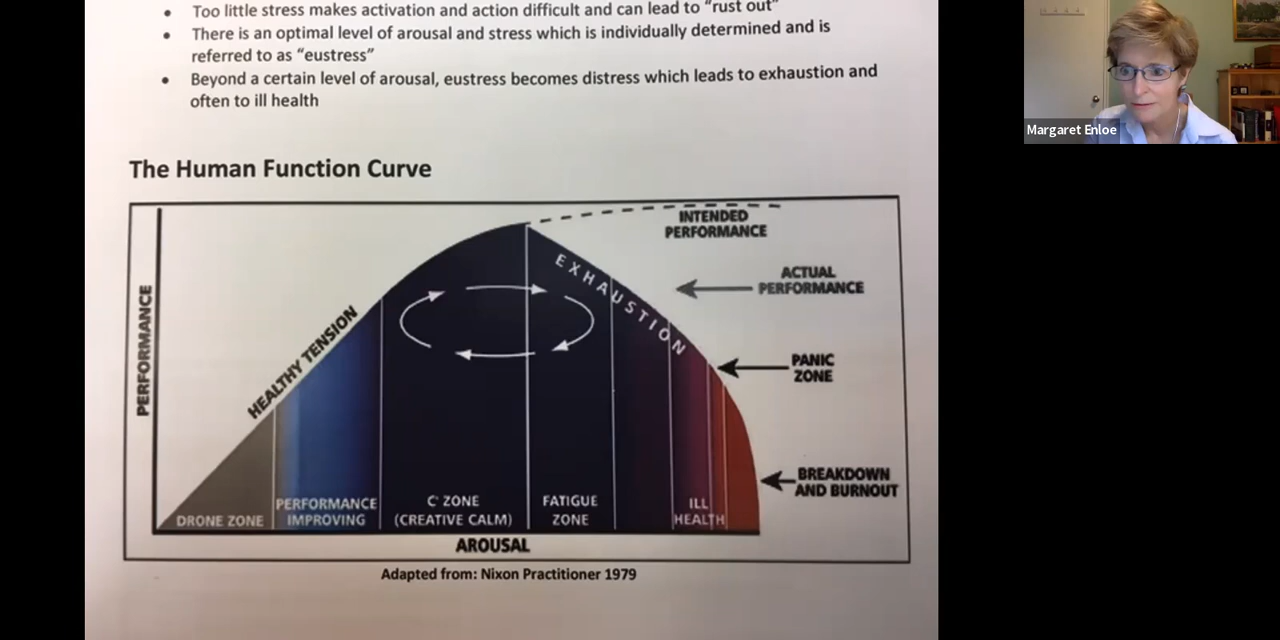 • Too little stress makes activation and action difficult and can lead to "rust out"
• There is an optimal level of arousal and stress which is individually determined and is
referred to as "eustress"
• Beyond a certain level of arousal, eustress becomes distress which leads to exhaustion and
often to ill health
Margaret Enloe
The Human Function Curve
INTENDED
PERFORMANCE
EXHAUSTION
ACTUAL
PERFORMANCE
PERFORMANCE
HEALTHY TENSION
PANIC
ZONE
BREAKDOWN
AND BURNOUT
DRONE ZONE
PERFORMANCE
IMPROVING
C' ZONE
(CREATIVE CALM)
FATIGUE
ZONE
ILL
HEALTH
AROUSAL
Adapted from: Nixon Practitioner 1979